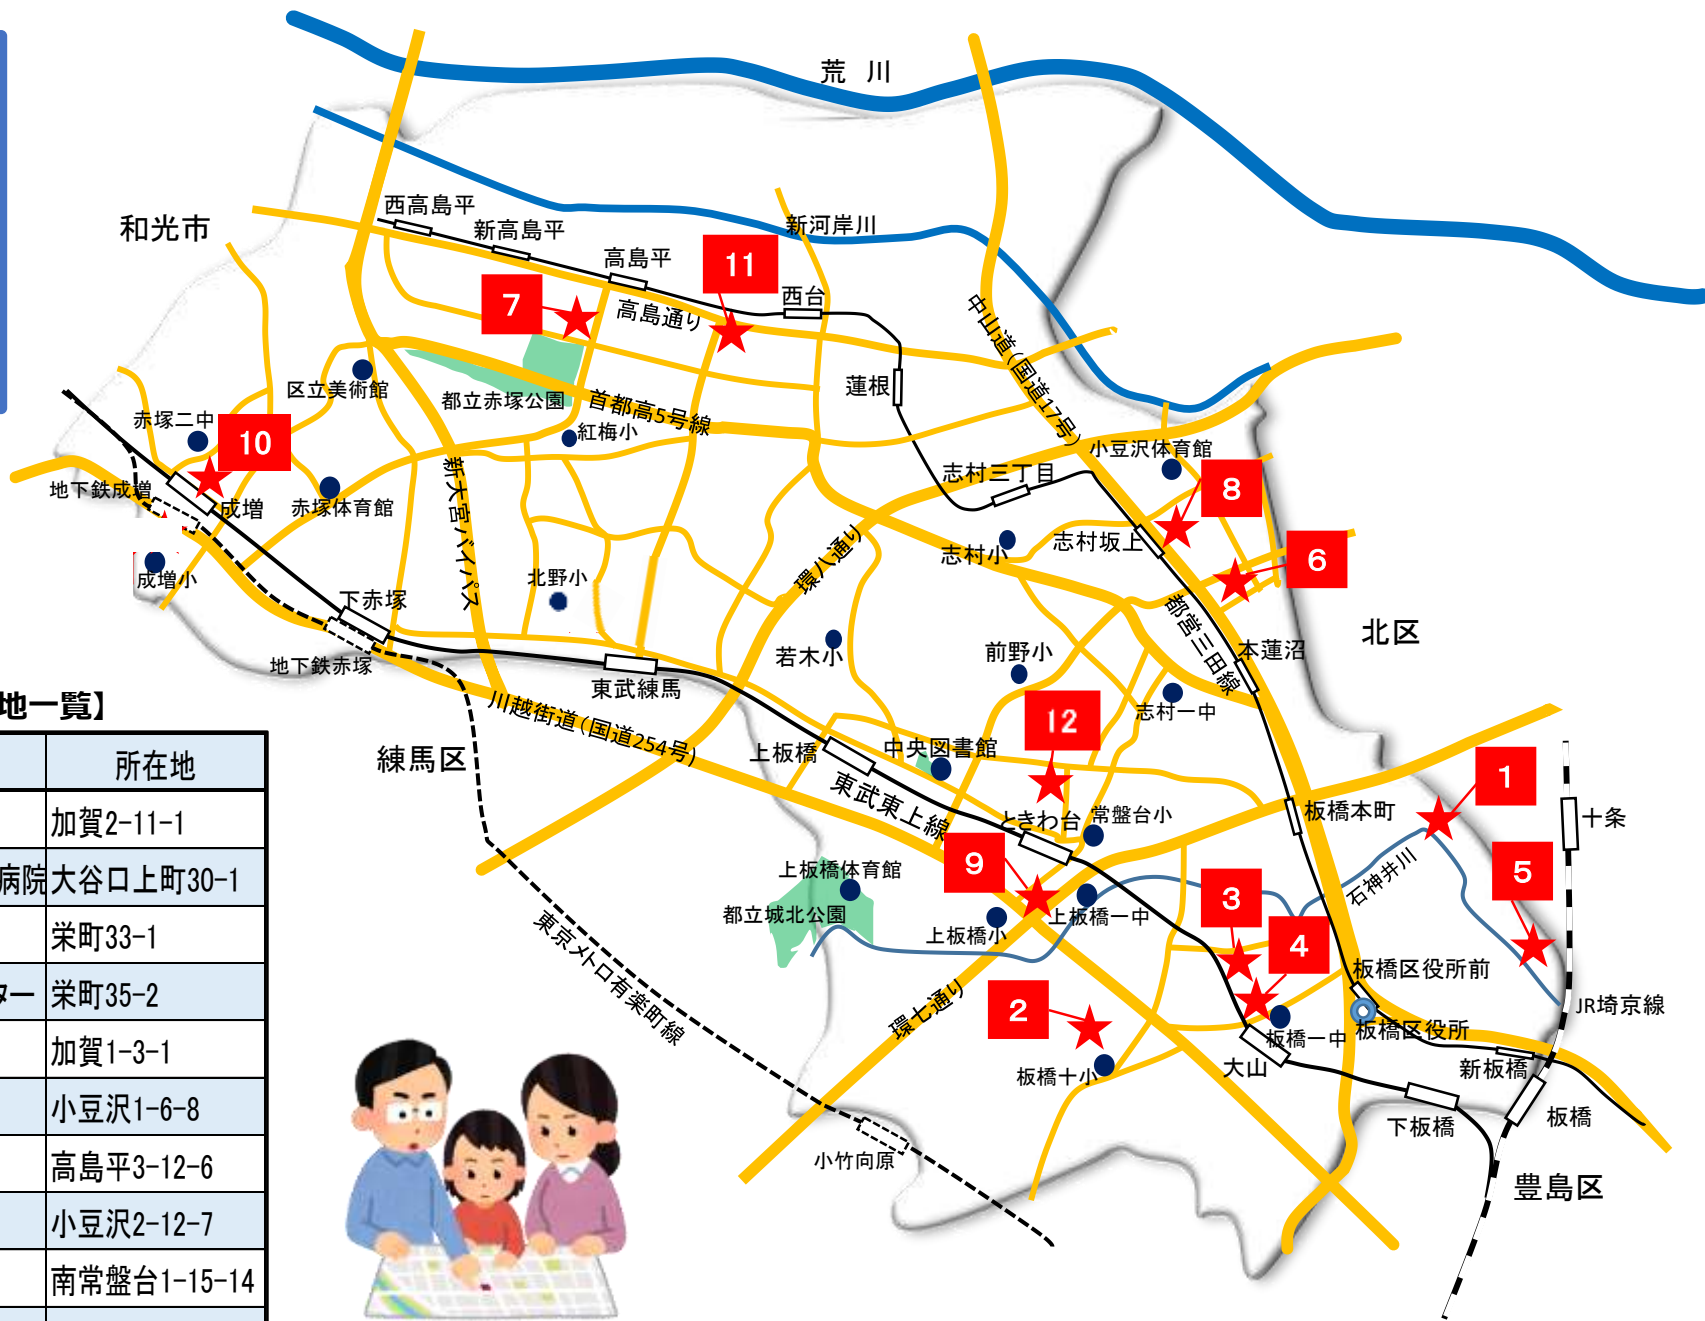 荒 川
和光市
西高島平
新高島平
新河岸川
高島平
11
7
西台
高島通り
中山道(国道17号)
区立美術館
都立赤塚公園
首都高5号線
蓮根
赤塚二中
10
紅梅小
小豆沢体育館
地下鉄成増
成増
赤塚体育館
新大宮バイパス
志村三丁目
8
環八通り
志村小
志村坂上
6
成増小
北野小
下赤塚
都営三田線
北区
地下鉄赤塚
東武練馬
若木小
前野小
本蓮沼
川越街道(国道254号)
12
志村一中
練馬区
上板橋
中央図書館
東武東上線
ときわ台
常盤台小
板橋本町
1
十条
9
上板橋体育館
都立城北公園
上板橋小
上板橋一中
石神井川
3
5
4
東京メトロ有楽町線
環七通り
2
板橋区役所前
JR埼京線
板橋区役所
板橋一中
大山
板橋十小
新板橋
板橋
下板橋
小竹向原
豊島区
地一覧】
所在地
加賀2-11-1
病院 大谷口上町30-1
栄町33-1
ター 栄町35-2
加賀1-3-1
小豆沢1-6-8
高島平3-12-6
小豆沢2-12-7
南常盤台1-15-14